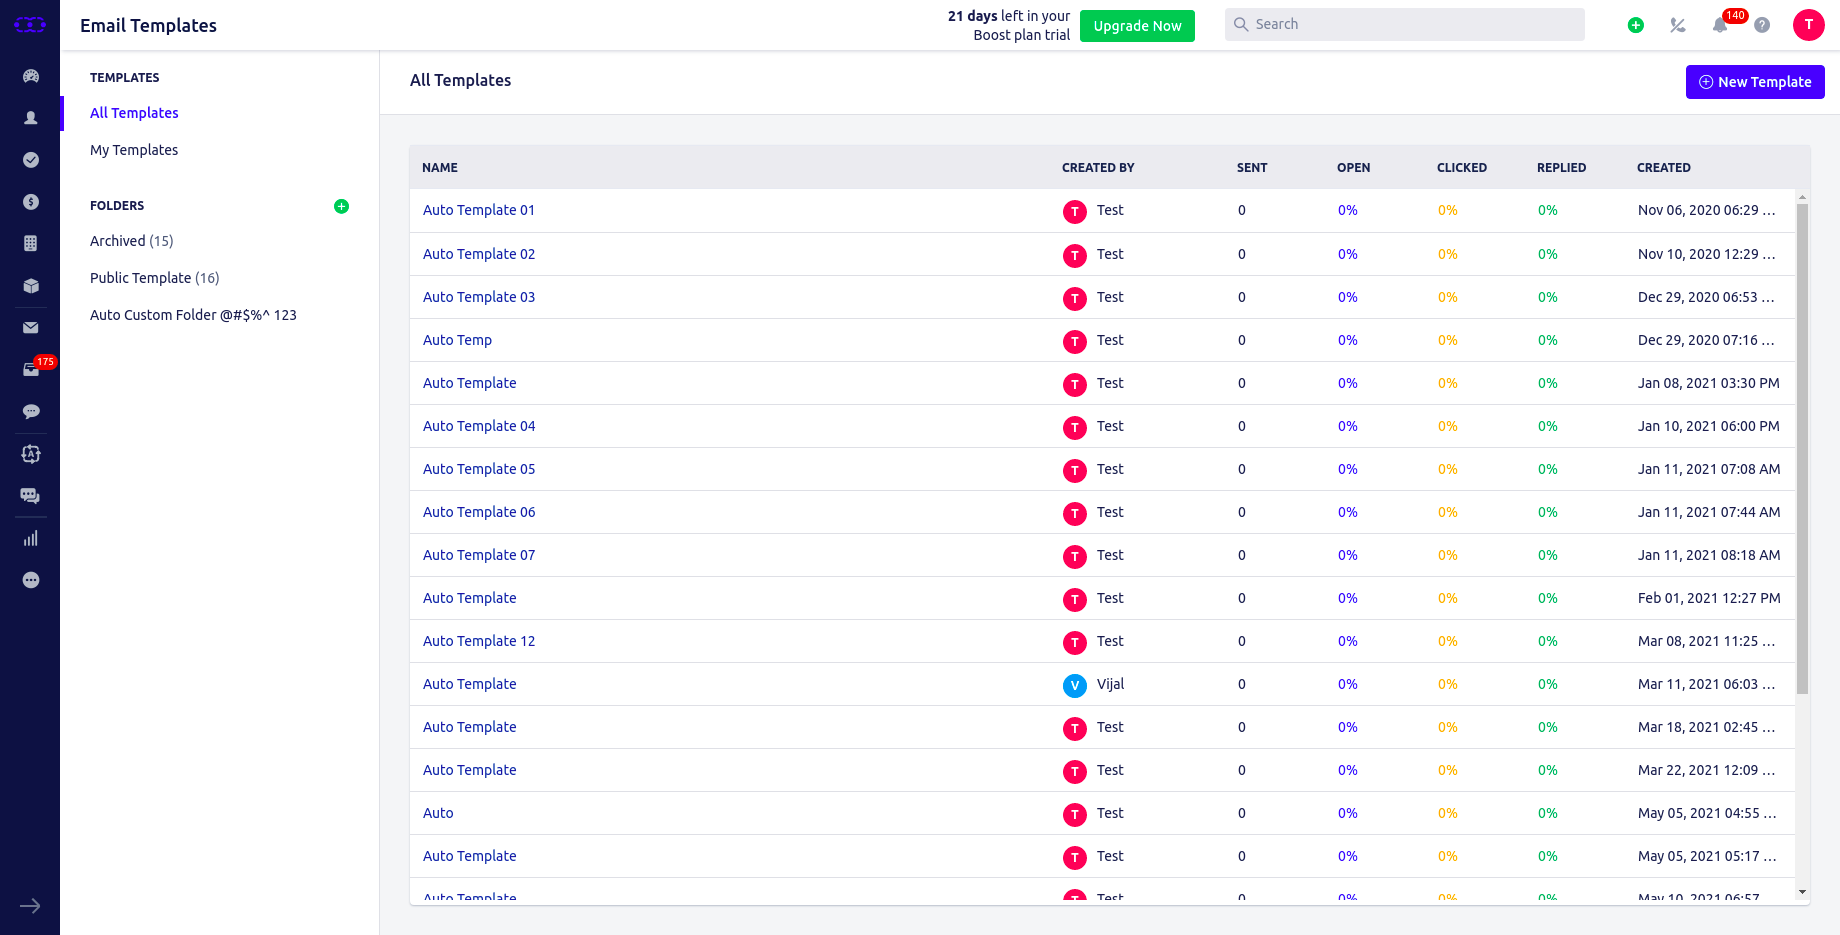 Email Templates
21 days left in your
Boost plan trial
Upgrade Now
Search
140
T
TEMPLATES
All Templates
My Templates
FOLDERS
Archived (15)
Public Template (16)
Auto Custom Folder @#$%^ 123
175
All Templates
New Template
NAME CREATED BY SENT OPEN CLICKED REPLIED CREATED
Auto Template 01 T Test 0 0% 0% 0% Nov 06, 2020 06:29 ...
Auto Template 02 T Test 0 0% 0% 0% Nov 10, 2020 12:29 ...
Auto Template 03 T Test 0 0% 0% 0% Dec 29, 2020 06:53 ...
Auto Temp T Test 0 0% 0% 0% Dec 29, 2020 07:16 ...
Auto Template T Test 0 0% 0% 0% Jan 08, 2021 03:30 PM
Auto Template 04 T Test 0 0% 0% 0% Jan 10, 2021 06:00 PM
Auto Template 05 T Test 0 0% 0% 0% Jan 11, 2021 07:08 AM
Auto Template 06 T Test 0 0% 0% 0% Jan 11, 2021 07:44 AM
Auto Template 07 T Test 0 0% 0% 0% Jan 11, 2021 08:18 AM
Auto Template T Test 0 0% 0% 0% Feb 01, 2021 12:27 PM
Auto Template 12 T Test 0 0% 0% 0% Mar 08, 2021 11:25 ...
Auto Template V Vijal 0 0% 0% 0% Mar 11, 2021 06:03 ...
Auto Template T Test 0 0% 0% 0% Mar 18, 2021 02:45 ...
Auto Template T Test 0 0% 0% 0% Mar 22, 2021 12:09 ...
Auto T Test 0 0% 0% 0% May 05, 2021 04:55 ...
Auto Template T Test 0 0% 0% 0% May 05, 2021 05:17 ...
Auto Template T Test 0 0% 0% 0% May 10, 2021 06:57